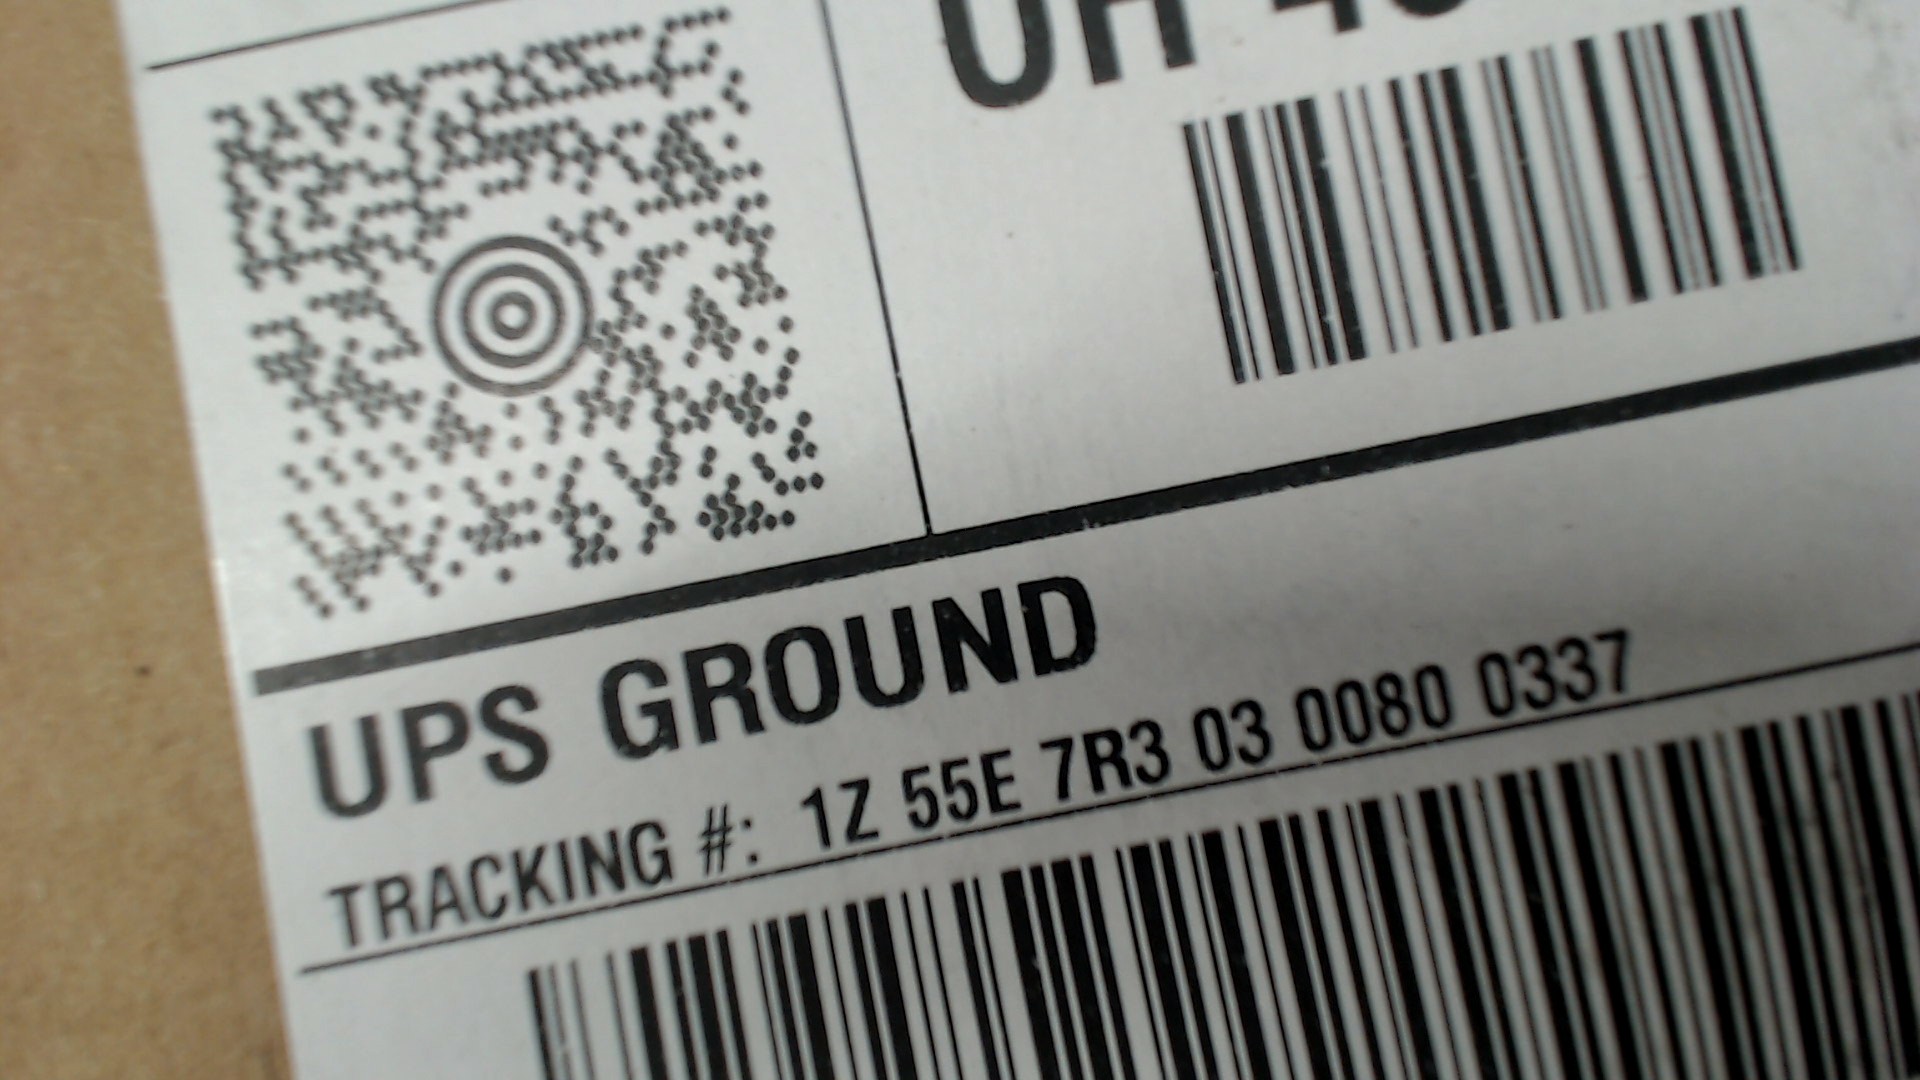 UPS GROUND
TRACKING #: 1Z 55E 7R3 03 0080 0337